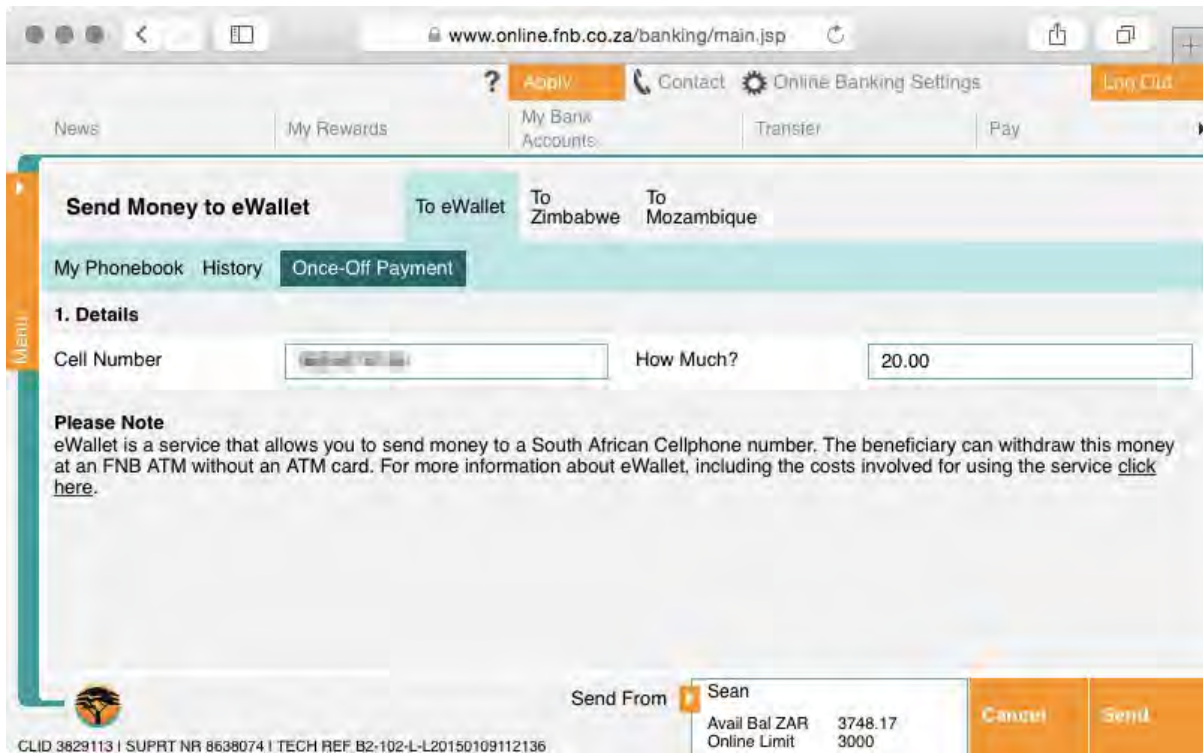 www.online.fnb.co.za/banking/main.jsp
? Apply Contact Online Banking Settings Log Out
News My Rewards My Bank Accounts Transfer Pay
Send Money to eWallet To eWallet To Zimbabwe To Mozambique
My Phonebook History Once-Off Payment
Menu
1. Details
Cell Number How Much? 20.00
Please Note
eWallet is a service that allows you to send money to a South African Cellphone number. The beneficiary can withdraw this money
at an FNB ATM without an ATM card. For more information about eWallet, including the costs involved for using the service click
here.
Send From Sean
Avail Bal ZAR 3748.17
Online Limit 3000
Cancel Send
CLID 3829113 | SUPRT NR 8638074 | TECH REF B2-102-L-L20150109112136